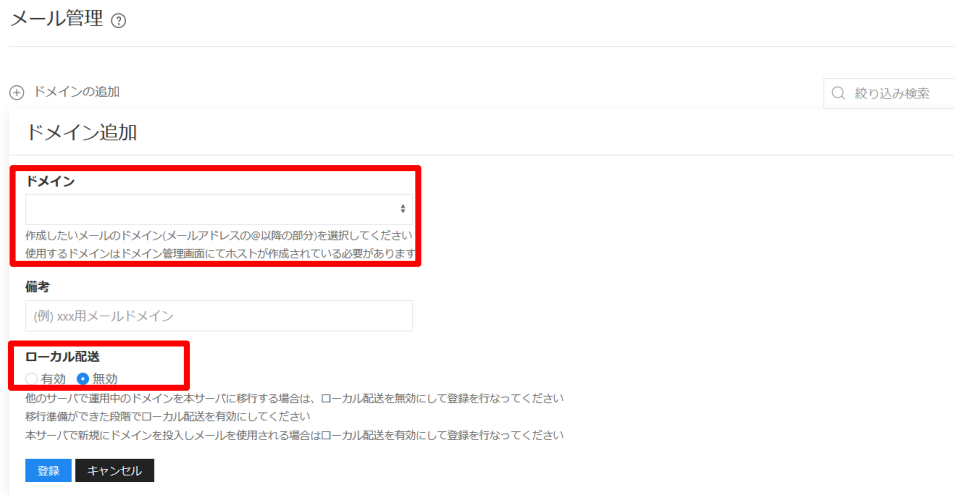 メール管理 ?
ドメインの追加
絞り込み検索
ドメイン追加
ドメイン
作成したいメールのドメイン(メールアドレスの@以降の部分)を選択してください
使用するドメインはドメイン管理画面にてホストが作成されている必要があります
備考
(例) xxx用メールドメイン
ローカル配送
有効 無効
他のサーバで運用中のドメインを本サーバに移行する場合は、ローカル配送を無効にして登録を行なってください
移行準備ができた段階でローカル配送を有効にしてください
本サーバで新規にドメインを投入しメールを使用される場合はローカル配送を有効にして登録を行なってください
登録 キャンセル